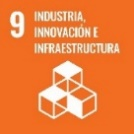 9 INDUSTRIA,
INNOVACIÓN E
INFRAESTRUCTURA